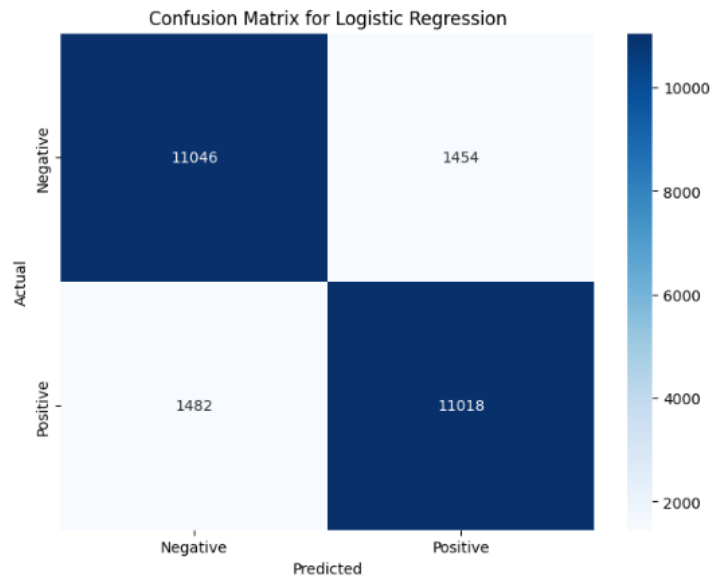 Confusion Matrix for Logistic Regression
Negative
11046
1454
Actual
Positive
1482
11018
Negative
Positive
Predicted
10000
8000
6000
4000
2000